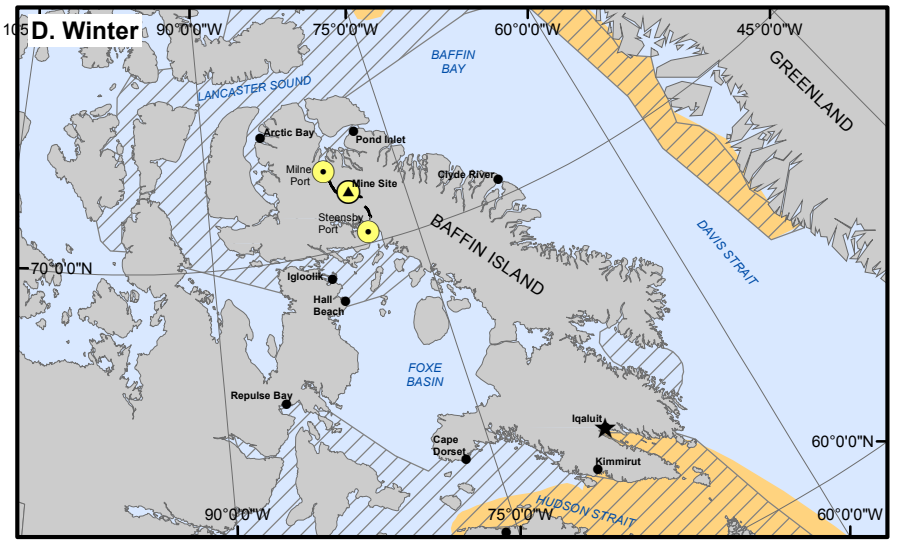 D. Winter
105
90°0'0"W
75°0'0"W
60°0'0"W
45°0'0"W
BAFFIN
BAY
GREENLAND
LANCASTER SOUND
Arctic Bay
Pond Inlet
Milne
Port
Mine Site
Clyde River
Steensby
Port
BAFFIN ISLAND
DAVIS STRAIT
70°0'0"N
Igloolik
Hall
Beach
FOXE
BASIN
Repulse Bay
Iqaluit
Cape
Dorset
60°0'0"N
Kimmirut
HUDSON STRAIT
90°0'0"W
75°0'0"W
60°0'0"W